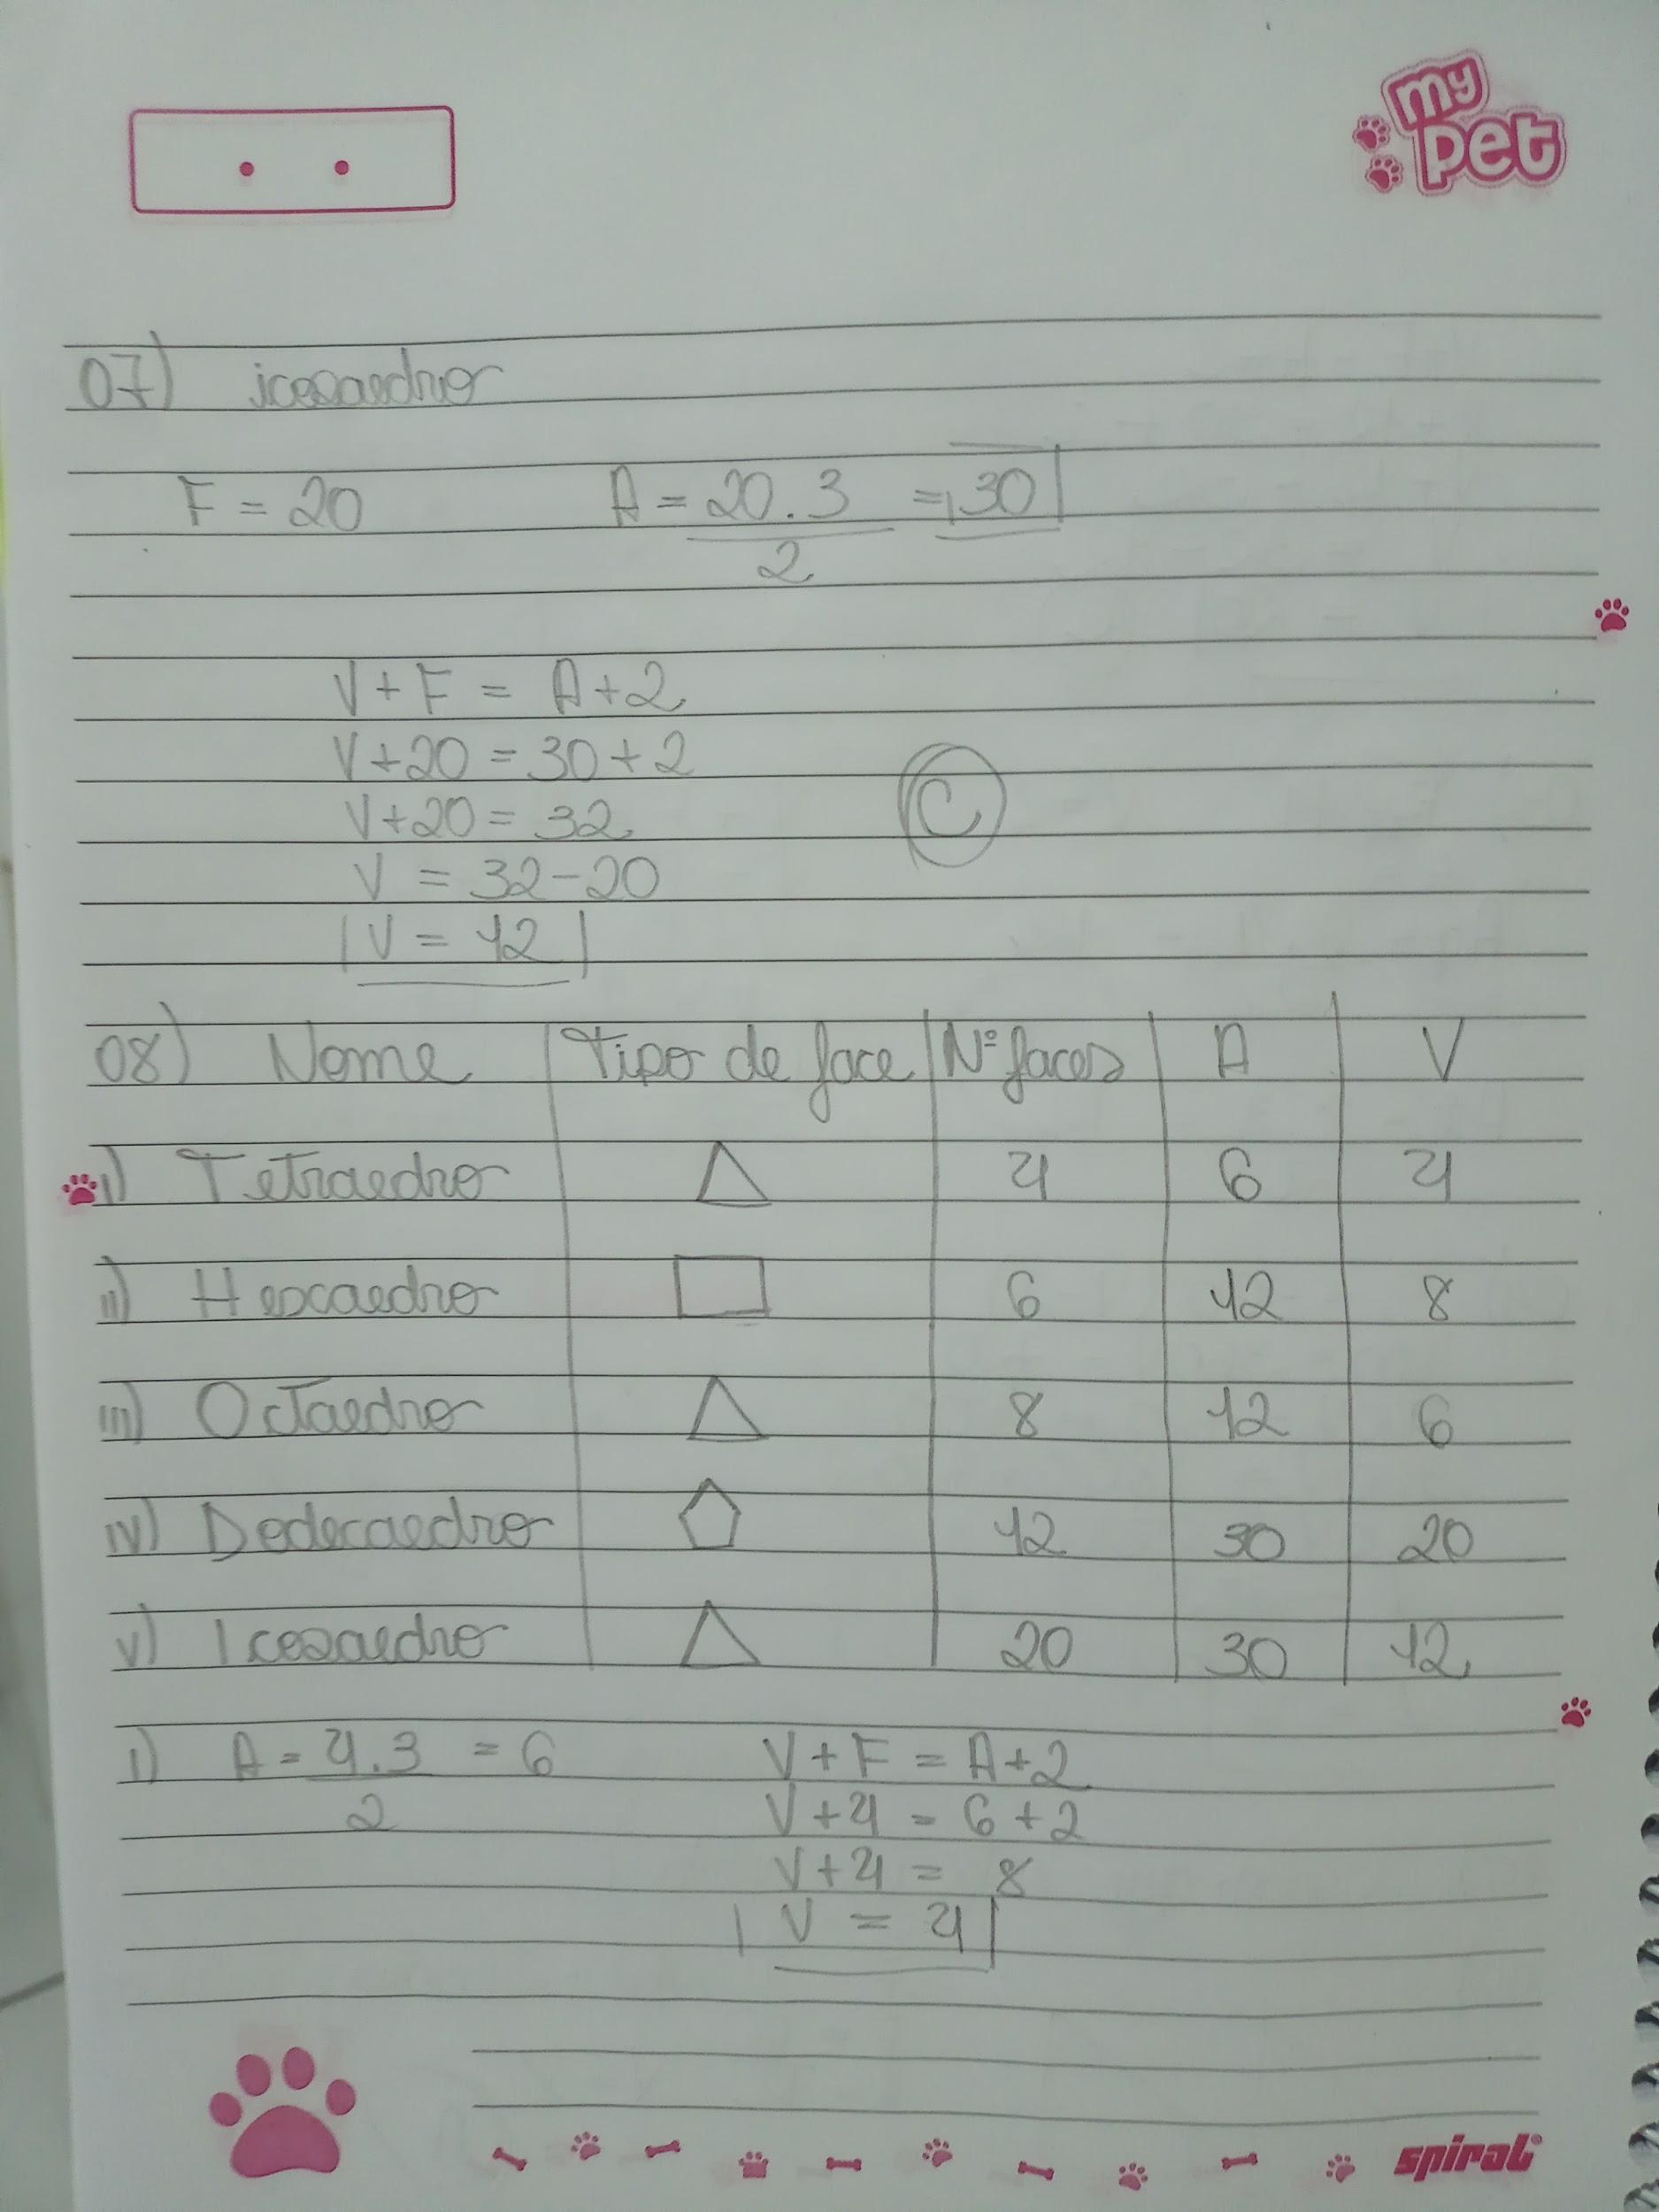 my
pet
07) icosaedro
F = 20 A = 20.3 = 30
2
V + F = A + 2
V + 20 = 30 + 2
V + 20 = 32 C
V = 32 - 20
V = 12
08) Nome Tipo de face Nº faces A V
I) Tetraedro △ 4 6 4
II) Hexaedro □ 6 12 8
III) Octaedro △ 8 12 6
IV) Dodecaedro ⬠ 12 30 20
V) Icosaedro △ 20 30 12
I) A = 4.3 = 6 V + F = A + 2
2 V + 4 = 6 + 2
V + 4 = 8
V = 4
spiral